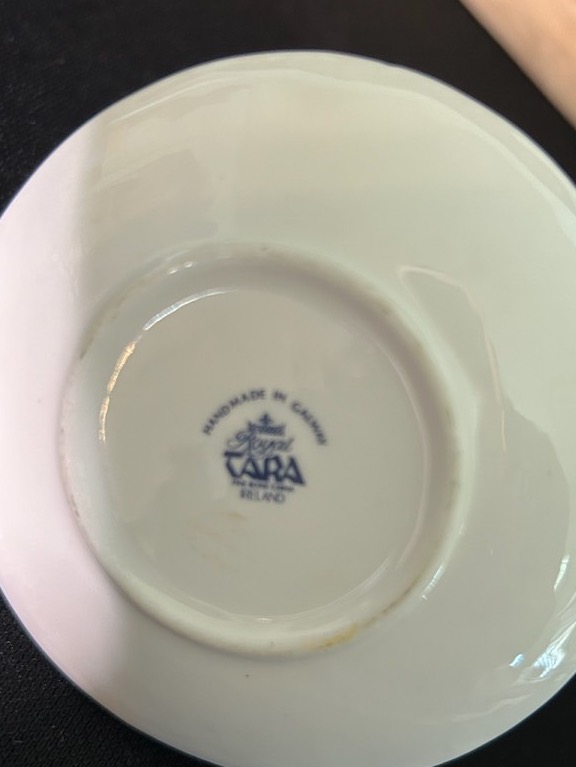 HANDMADE IN GALWAY
Royal
TARA
FINE BONE CHINA
IRELAND